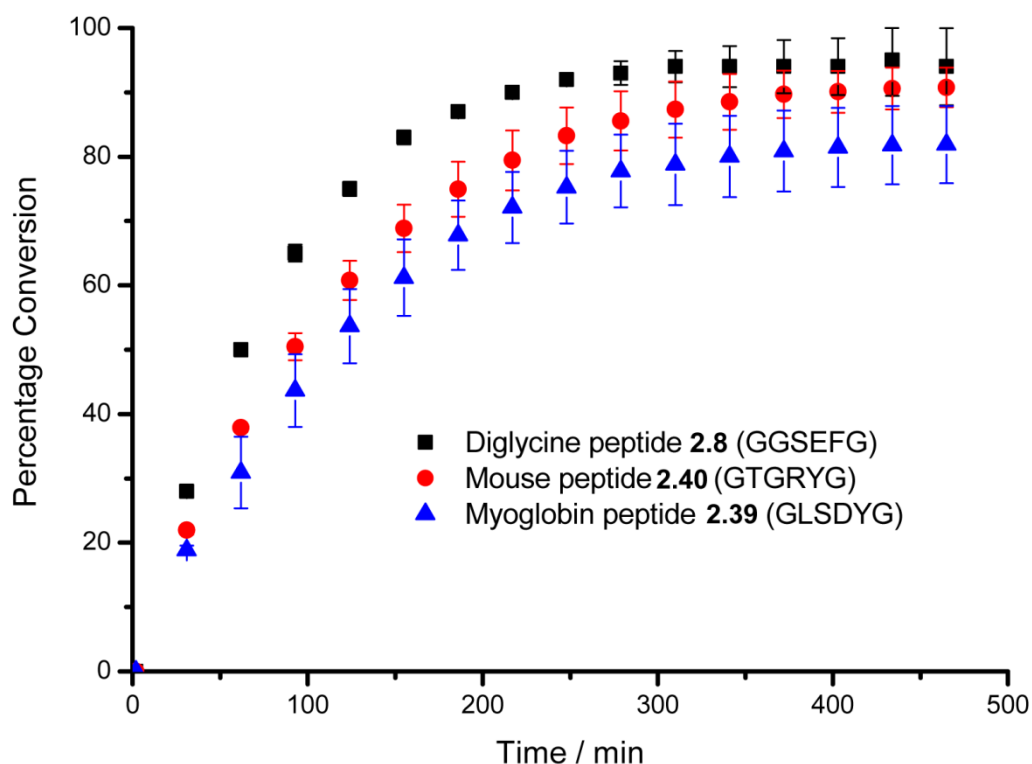 100
80
60
40
20
0
Percentage Conversion
Diglycine peptide 2.8 (GGSEFG)
Mouse peptide 2.40 (GTGRYG)
Myoglobin peptide 2.39 (GLSDYG)
0 100 200 300 400 500
Time / min